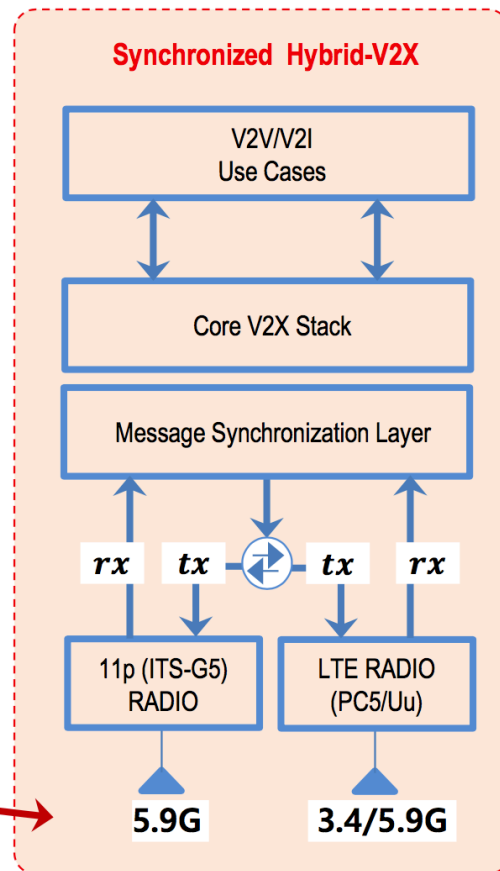 Synchronized Hybrid-V2X
V2V/V2I
Use Cases
Core V2X Stack
Message Synchronization Layer
rx
tx
tx
rx
11p (ITS-G5)
RADIO
LTE RADIO
(PC5/Uu)
5.9G
3.4/5.9G